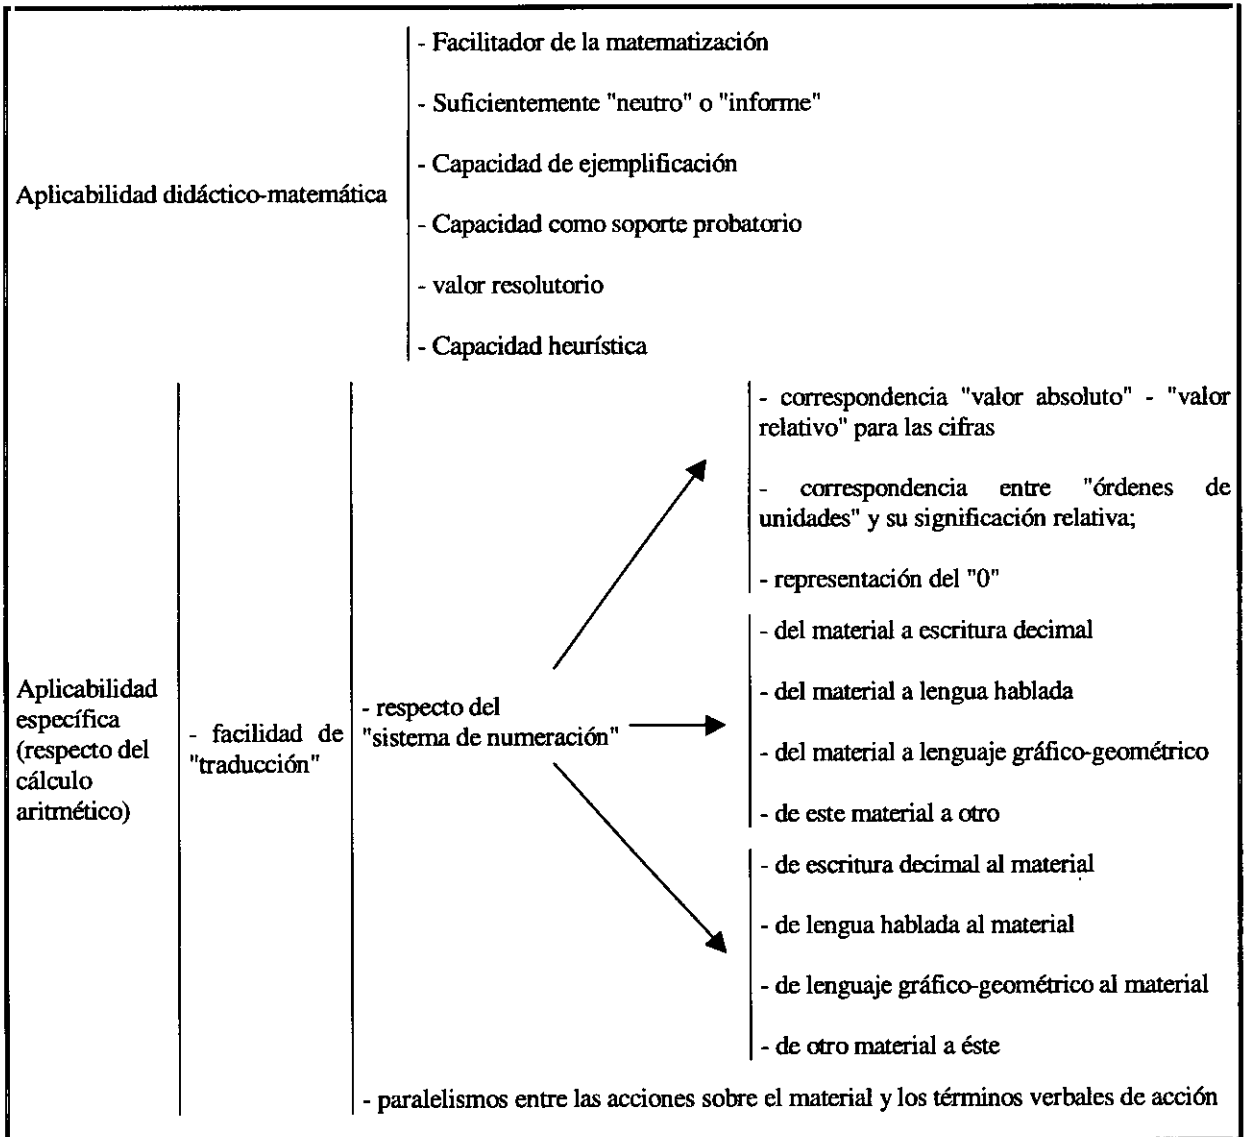 Aplicabilidad didáctico-matemática
- Facilitador de la matematización
- Suficientemente "neutro" o "informe"
- Capacidad de ejemplificación
- Capacidad como soporte probatorio
- valor resolutorio
- Capacidad heurística
Aplicabilidad
específica
(respecto del
cálculo
aritmético)
- facilidad de
"traducción"
- respecto del
"sistema de numeración"
- correspondencia "valor absoluto" - "valor
relativo" para las cifras
- correspondencia entre "órdenes de
unidades" y su significación relativa;
- representación del "0"
- del material a escritura decimal
- del material a lengua hablada
- del material a lenguaje gráfico-geométrico
- de este material a otro
- de escritura decimal al material
- de lengua hablada al material
- de lenguaje gráfico-geométrico al material
- de otro material a éste
- paralelismos entre las acciones sobre el material y los términos verbales de acción